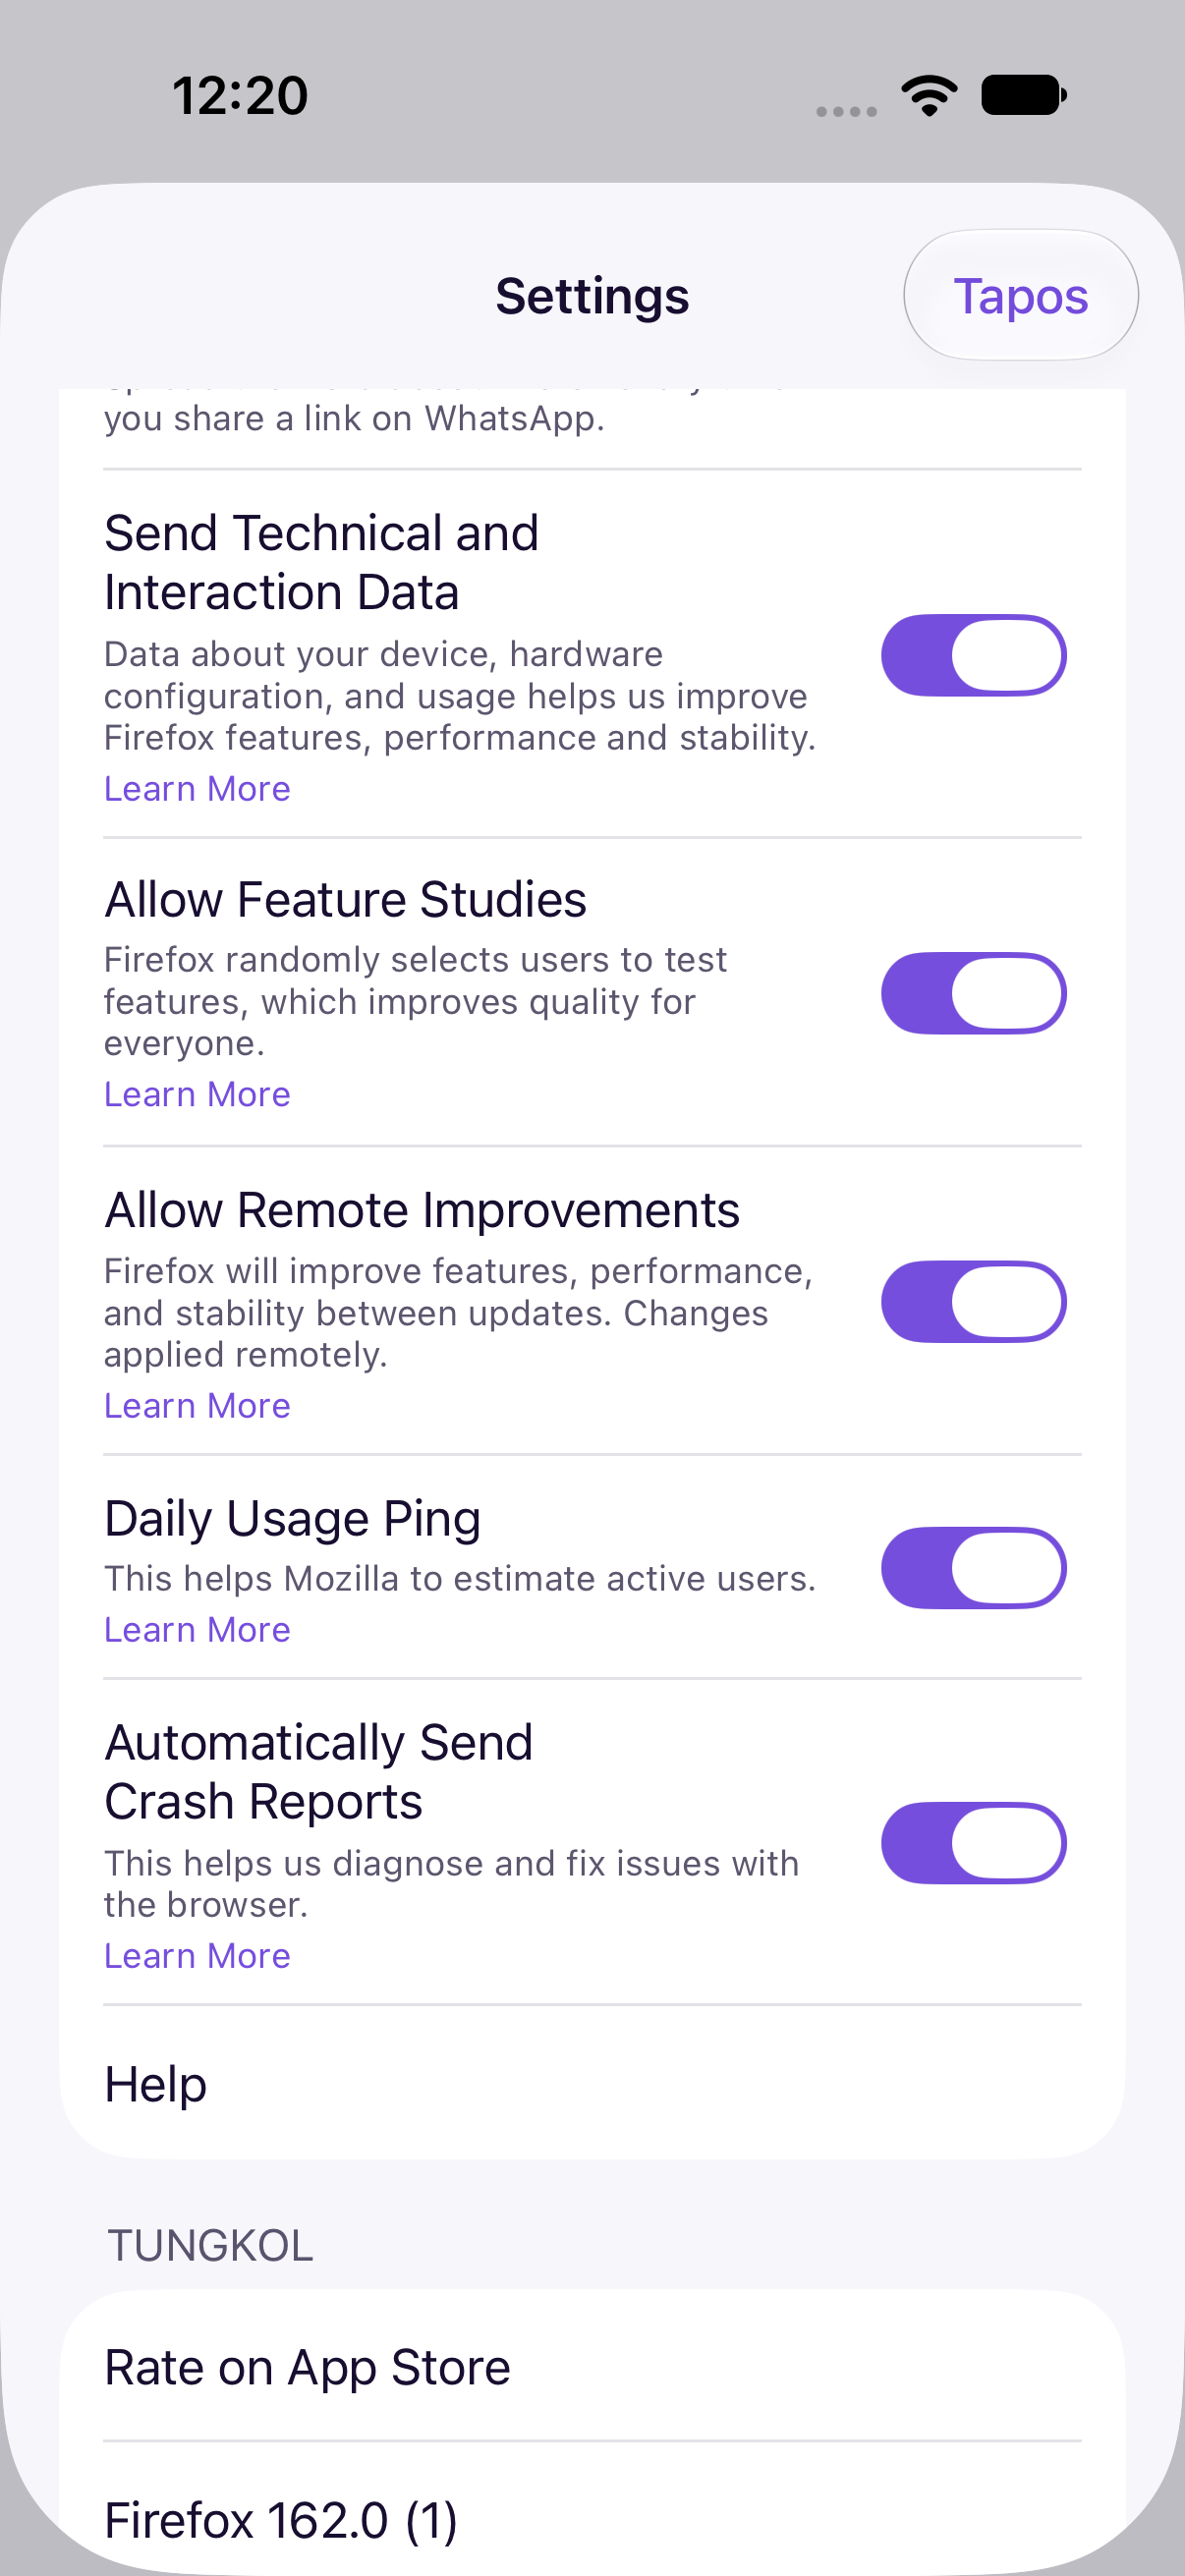 12:20
Settings
Tapos
you share a link on WhatsApp.
Send Technical and
Interaction Data
Data about your device, hardware
configuration, and usage helps us improve
Firefox features, performance and stability.
Learn More
Allow Feature Studies
Firefox randomly selects users to test
features, which improves quality for
everyone.
Learn More
Allow Remote Improvements
Firefox will improve features, performance,
and stability between updates. Changes
applied remotely.
Learn More
Daily Usage Ping
This helps Mozilla to estimate active users.
Learn More
Automatically Send
Crash Reports
This helps us diagnose and fix issues with
the browser.
Learn More
Help
TUNGKOL
Rate on App Store
Firefox 162.0 (1)